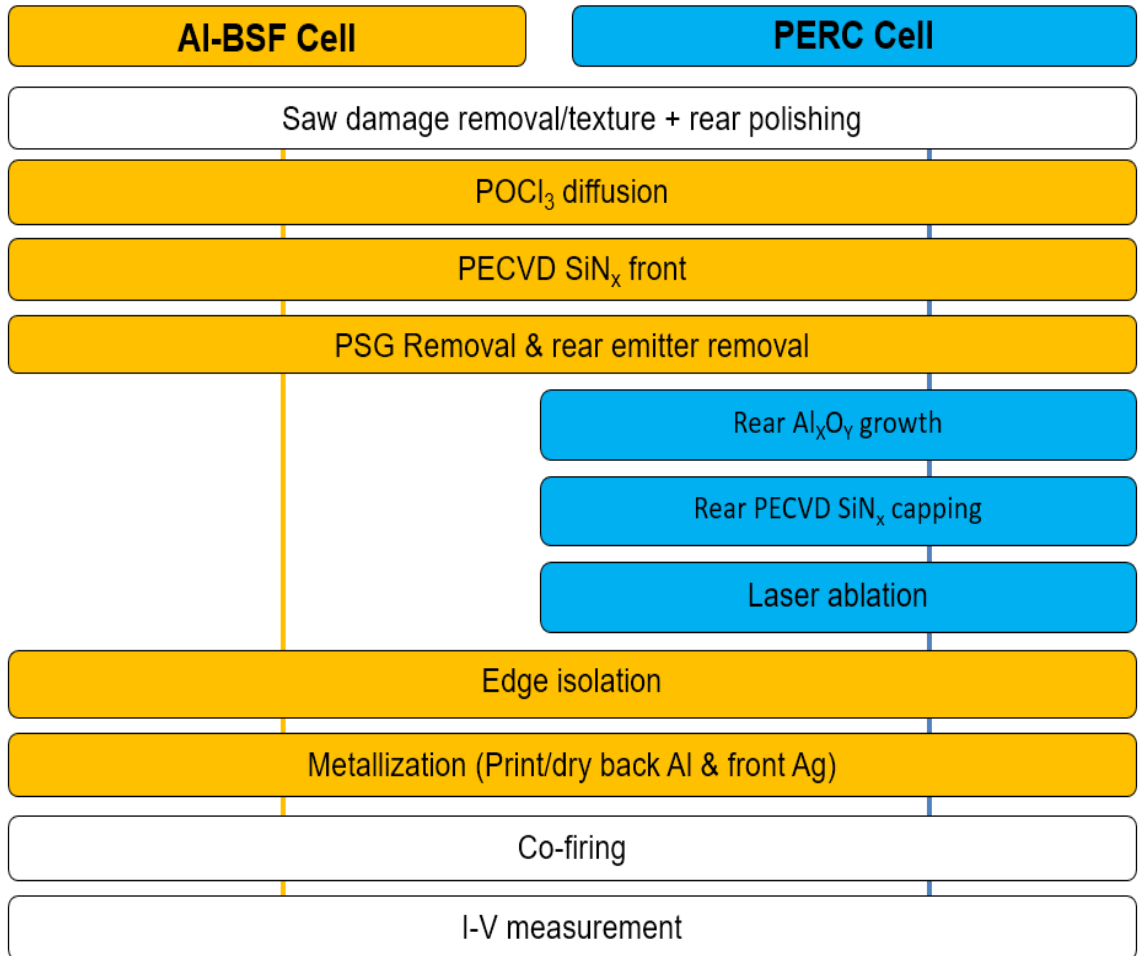 Al-BSF Cell
PERC Cell
Saw damage removal/texture + rear polishing
POCl₃ diffusion
PECVD SiNₓ front
PSG Removal & rear emitter removal
Rear Al_XO_Y growth
Rear PECVD SiNₓ capping
Laser ablation
Edge isolation
Metallization (Print/dry back Al & front Ag)
Co-firing
I-V measurement